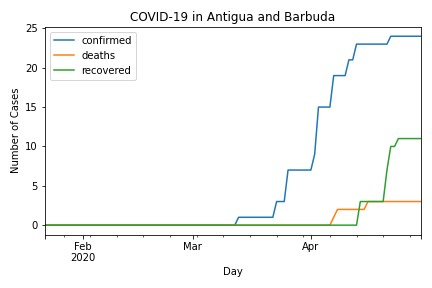 COVID-19 in Antigua and Barbuda
25
20
15
10
5
0
Number of Cases
confirmed
deaths
recovered
Feb
2020
Mar
Apr
Day